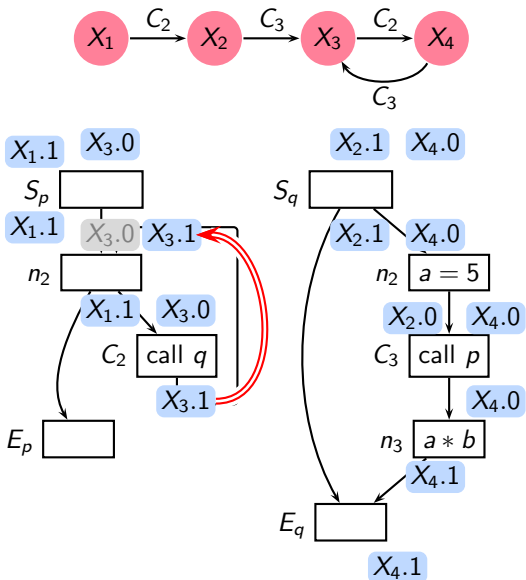 C₂ C₃ C₂
X₁ X₂ X₃ X₄
C₃
X₁.1 X₃.0 X₂.1 X₄.0
Sₚ S_q
X₁.1 X₃.0 X₃.1 X₂.1 X₄.0
n₂ n₂ a = 5
X₁.1 X₃.0 X₂.0 X₄.0
C₂ call q C₃ call p
X₃.1 X₄.0
Eₚ n₃ a ∗ b
X₄.1
E_q
X₄.1